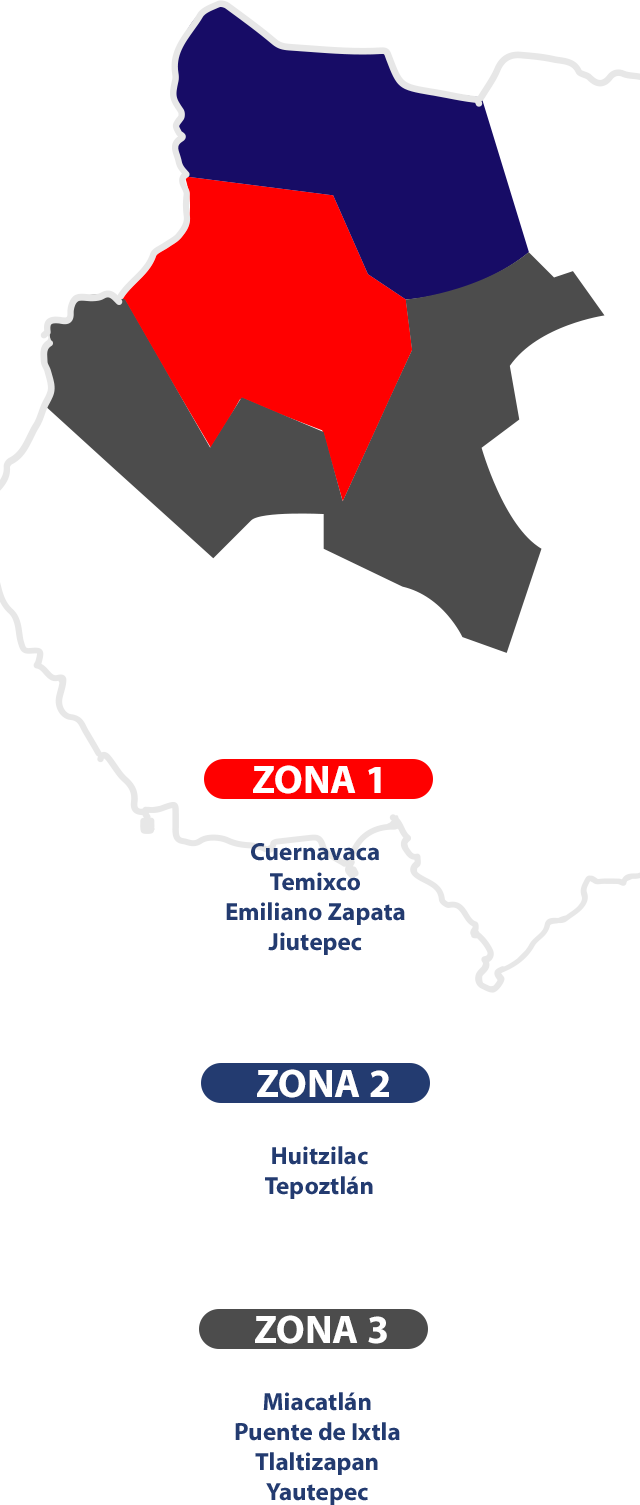 ZONA 1
Cuernavaca
Temixco
Emiliano Zapata
Jiutepec
ZONA 2
Huitzilac
Tepoztlán
ZONA 3
Miacatlán
Puente de Ixtla
Tlaltizapan
Yautepec